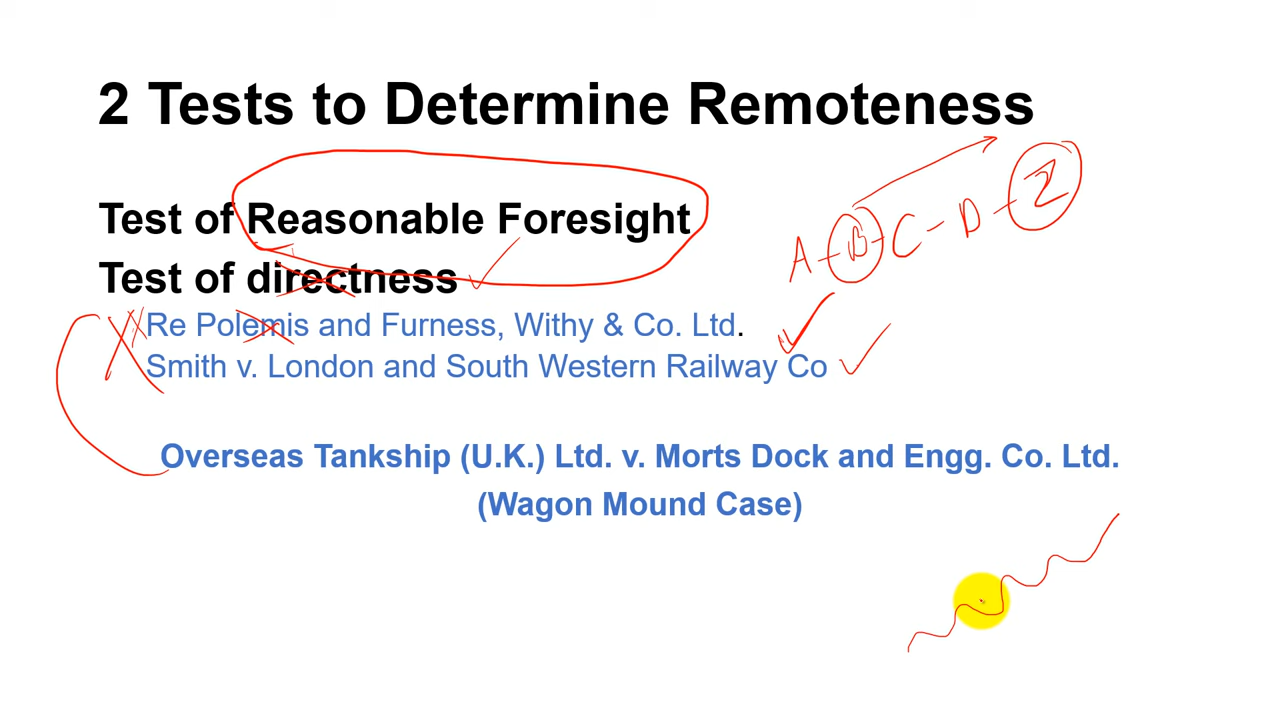 2 Tests to Determine Remoteness
Test of Reasonable Foresight
A - B - C - D - Z
Test of directness
Re Polemis and Furness, Withy & Co. Ltd.
Smith v. London and South Western Railway Co
Overseas Tankship (U.K.) Ltd. v. Morts Dock and Engg. Co. Ltd.
(Wagon Mound Case)